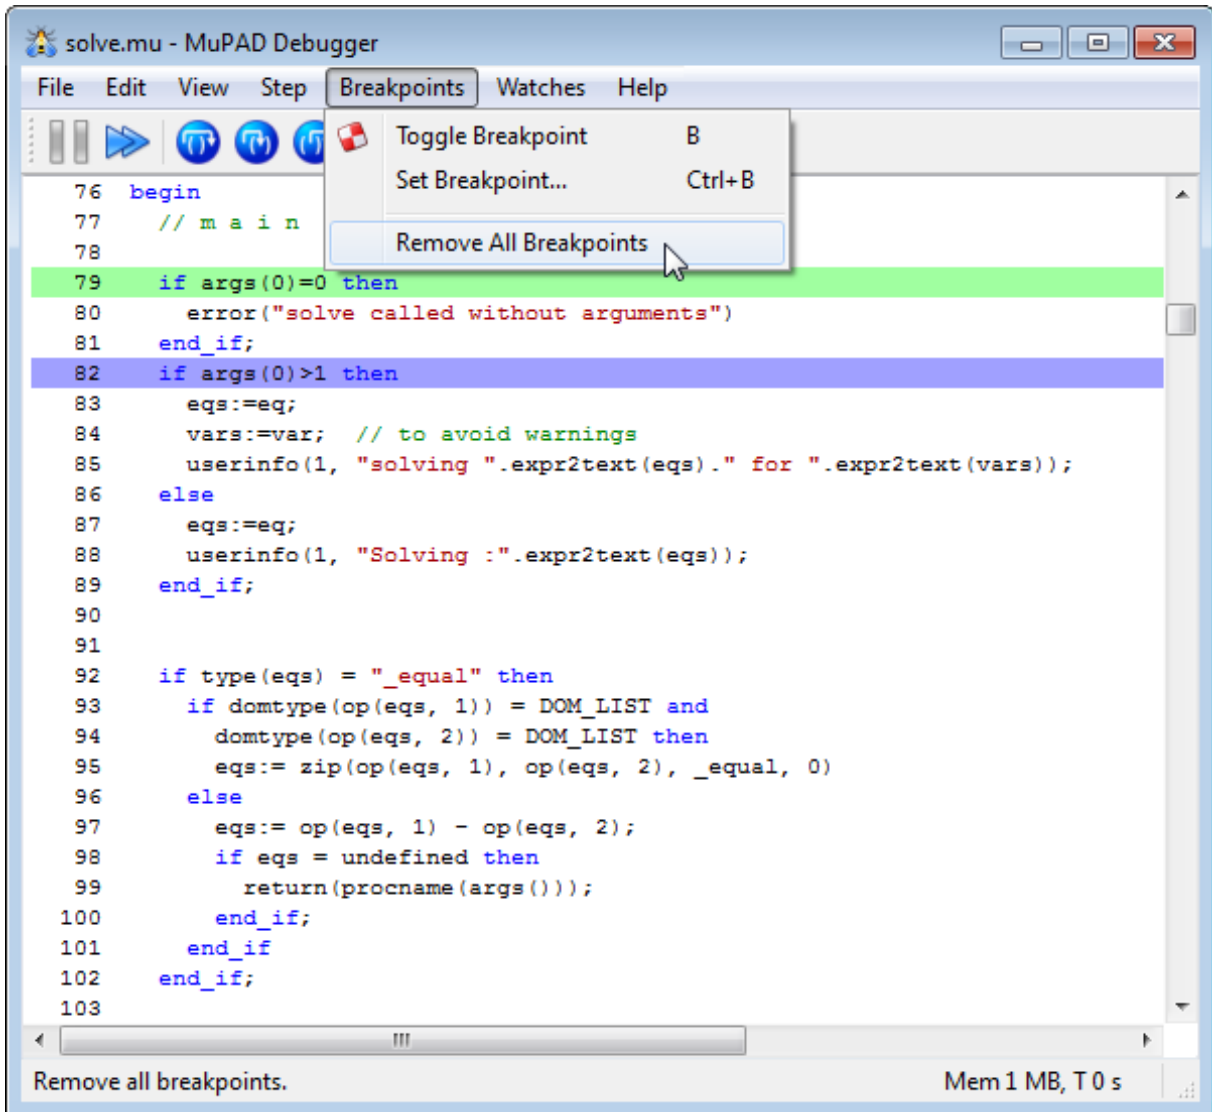 solve.mu - MuPAD Debugger
File Edit View Step Breakpoints Watches Help
Toggle Breakpoint B
Set Breakpoint... Ctrl+B
Remove All Breakpoints
76 begin
77 // m a i n
78
79 if args(0)=0 then
80 error("solve called without arguments")
81 end_if;
82 if args(0)>1 then
83 eqs:=eq;
84 vars:=var; // to avoid warnings
85 userinfo(1, "solving ".expr2text(eqs)." for ".expr2text(vars));
86 else
87 eqs:=eq;
88 userinfo(1, "Solving :".expr2text(eqs));
89 end_if;
90
91
92 if type(eqs) = "_equal" then
93 if domtype(op(eqs, 1)) = DOM_LIST and
94 domtype(op(eqs, 2)) = DOM_LIST then
95 eqs:= zip(op(eqs, 1), op(eqs, 2), _equal, 0)
96 else
97 eqs:= op(eqs, 1) - op(eqs, 2);
98 if eqs = undefined then
99 return(procname(args()));
100 end_if;
101 end_if
102 end_if;
103
Remove all breakpoints. Mem 1 MB, T 0 s